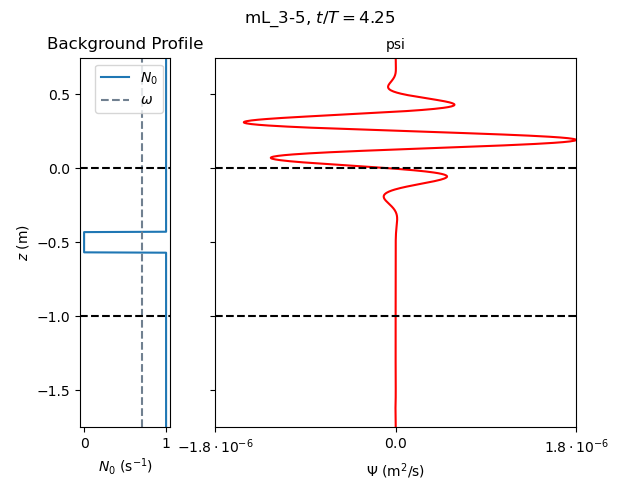 mL_3-5, t/T = 4.25
Background Profile
psi
N₀
ω
0.5
0.0
−0.5
−1.0
−1.5
z (m)
0
1
−1.8 · 10⁻⁶
0.0
1.8 · 10⁻⁶
N₀ (s⁻¹)
Ψ (m²/s)